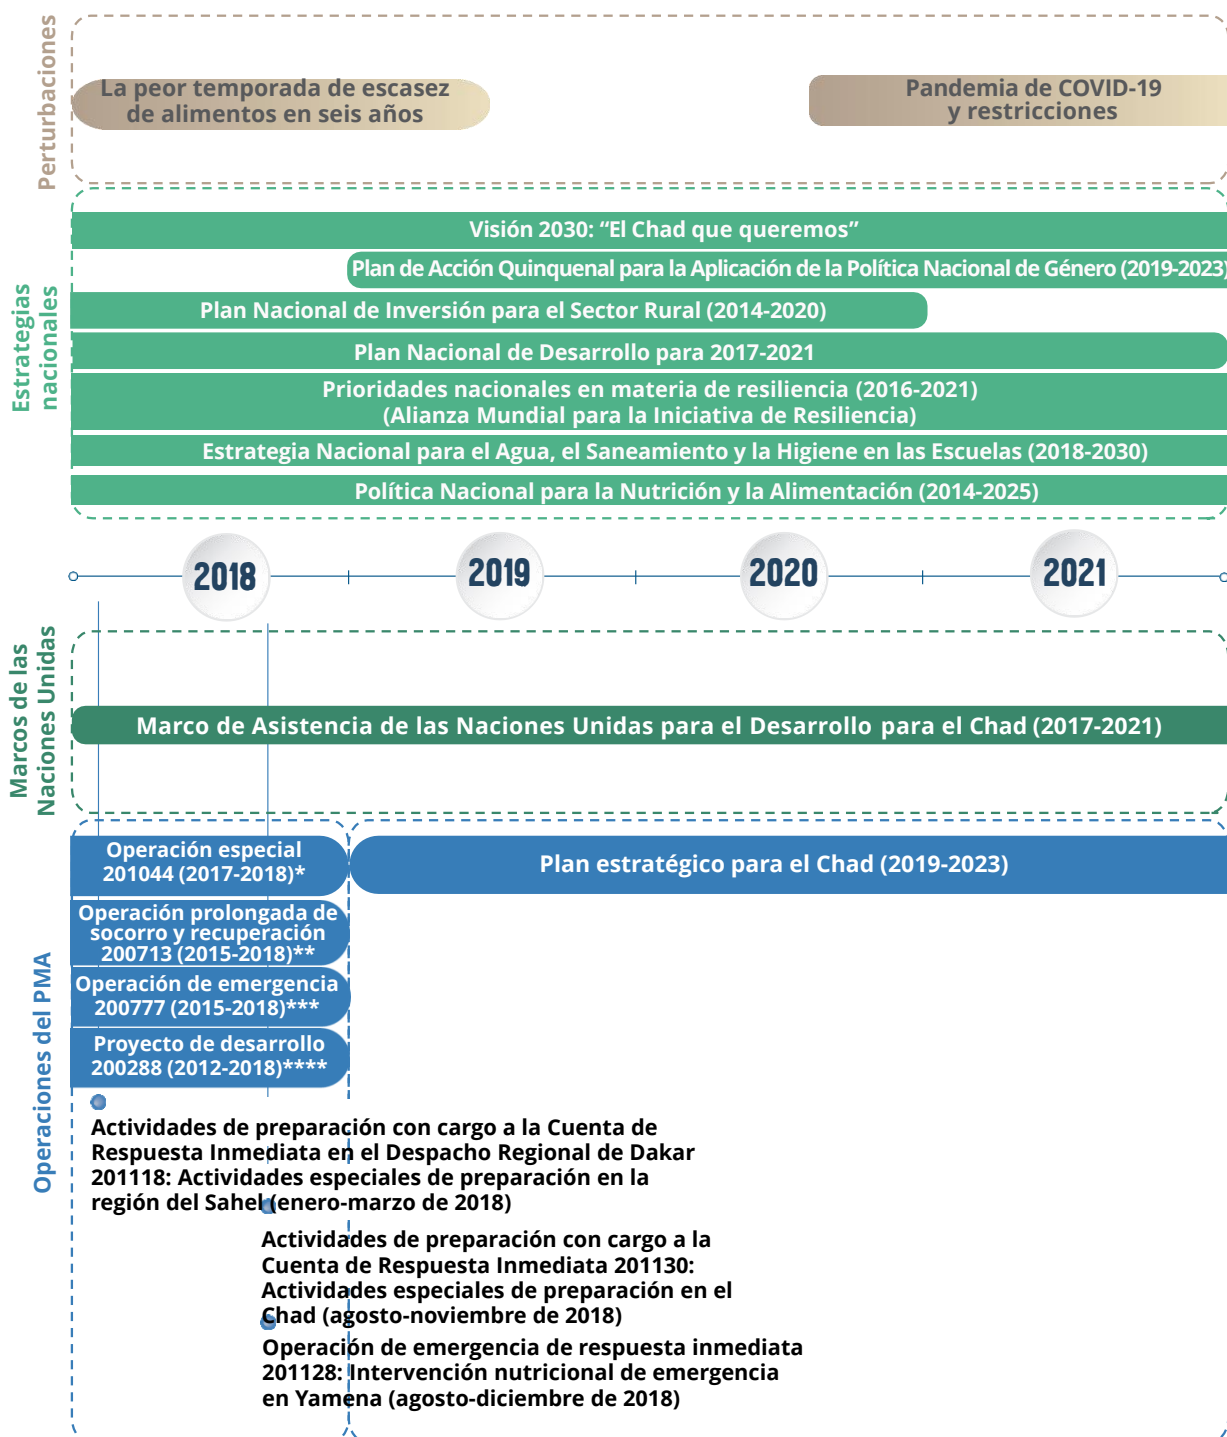 Perturbaciones
La peor temporada de escasez
de alimentos en seis años
Pandemia de COVID-19
y restricciones
Estrategias
nacionales
Visión 2030: “El Chad que queremos”
Plan de Acción Quinquenal para la Aplicación de la Política Nacional de Género (2019-2023)
Plan Nacional de Inversión para el Sector Rural (2014-2020)
Plan Nacional de Desarrollo para 2017-2021
Prioridades nacionales en materia de resiliencia (2016-2021)
(Alianza Mundial para la Iniciativa de Resiliencia)
Estrategia Nacional para el Agua, el Saneamiento y la Higiene en las Escuelas (2018-2030)
Política Nacional para la Nutrición y la Alimentación (2014-2025)
2018
2019
2020
2021
Marcos de las
Naciones Unidas
Marco de Asistencia de las Naciones Unidas para el Desarrollo para el Chad (2017-2021)
Operaciones del PMA
Operación especial
201044 (2017-2018)*
Plan estratégico para el Chad (2019-2023)
Operación prolongada de
socorro y recuperación
200713 (2015-2018)**
Operación de emergencia
200777 (2015-2018)***
Proyecto de desarrollo
200288 (2012-2018)****
Actividades de preparación con cargo a la Cuenta de
Respuesta Inmediata en el Despacho Regional de Dakar
201118: Actividades especiales de preparación en la
región del Sahel (enero-marzo de 2018)
Actividades de preparación con cargo a la
Cuenta de Respuesta Inmediata 201130:
Actividades especiales de preparación en el
Chad (agosto-noviembre de 2018)
Operación de emergencia de respuesta inmediata
201128: Intervención nutricional de emergencia
en Yamena (agosto-diciembre de 2018)